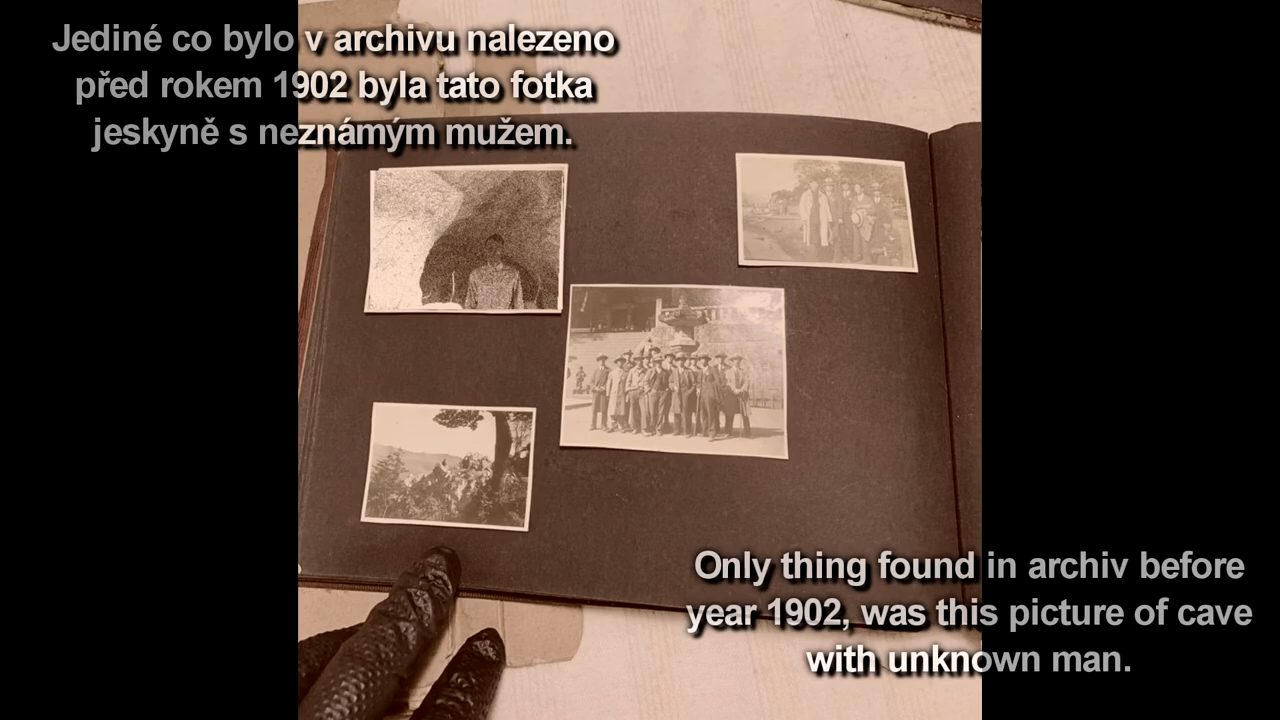 Jediné co bylo v archivu nalezeno
před rokem 1902 byla tato fotka
jeskyně s neznámým mužem.
Only thing found in archiv before
year 1902, was this picture of cave
with unknown man.